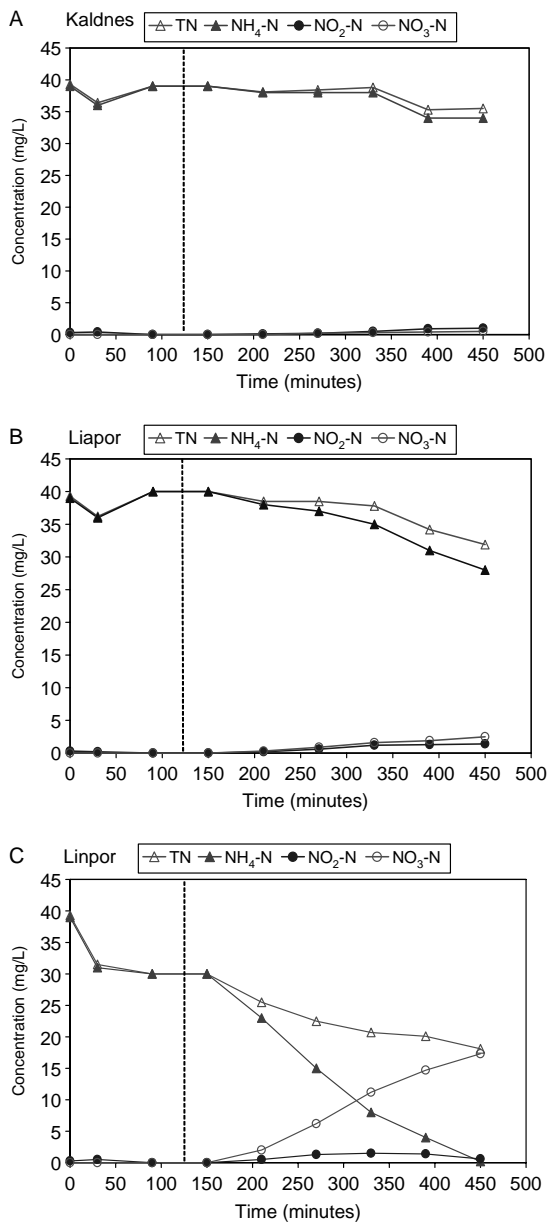 A Kaldnes TN NH4-N NO2-N NO3-N
45
40
35
30
25
20
15
10
5
0
Concentration (mg/L)
0 50 100 150 200 250 300 350 400 450 500
Time (minutes)
B Liapor TN NH4-N NO2-N NO3-N
45
40
35
30
25
20
15
10
5
0
Concentration (mg/L)
0 50 100 150 200 250 300 350 400 450 500
Time (minutes)
C Linpor TN NH4-N NO2-N NO3-N
45
40
35
30
25
20
15
10
5
0
Concentration (mg/L)
0 50 100 150 200 250 300 350 400 450 500
Time (minutes)